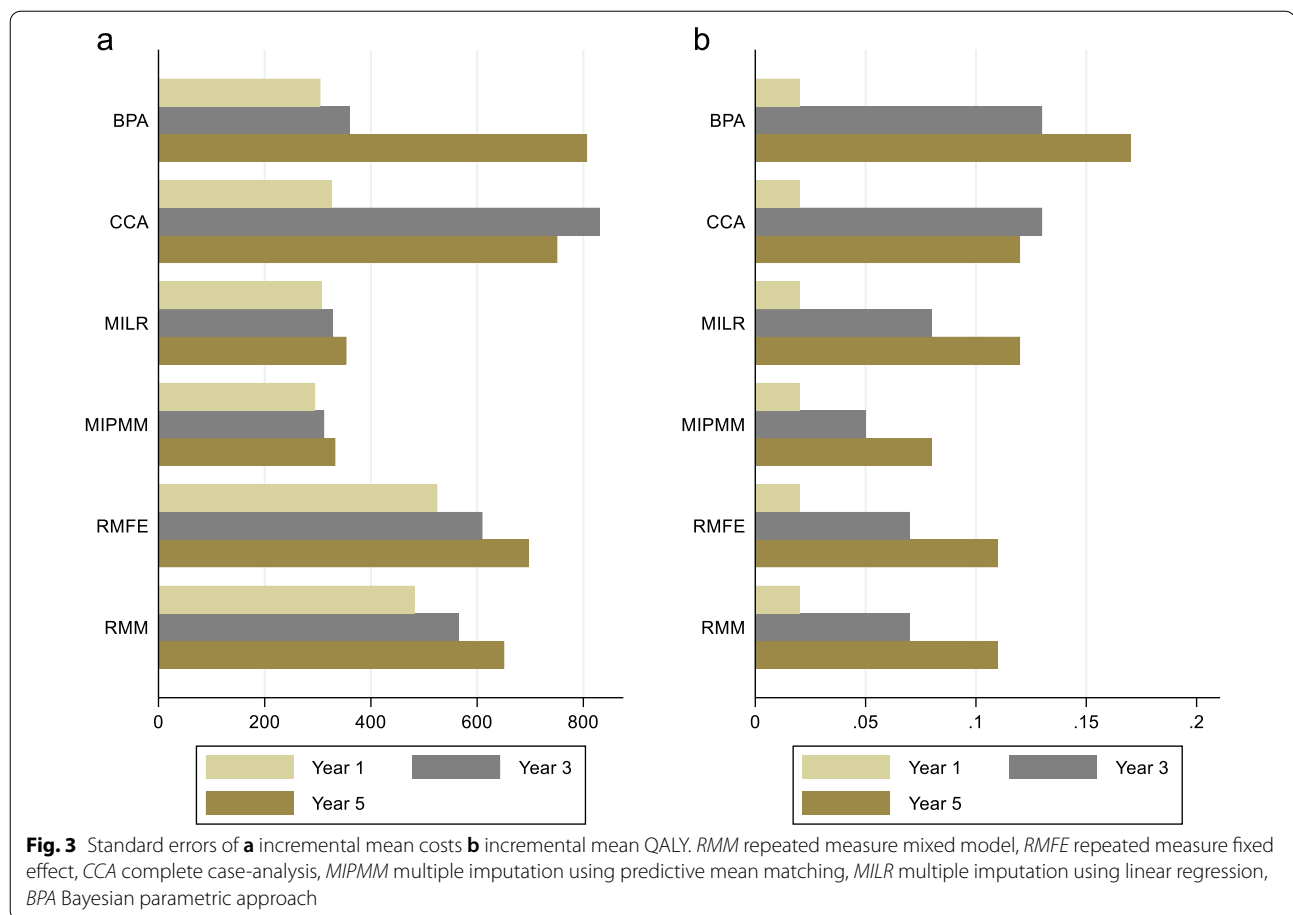 a
BPA
CCA
MILR
MIPMM
RMFE
RMM
0 200 400 600 800
Year 1 Year 3
Year 5
b
BPA
CCA
MILR
MIPMM
RMFE
RMM
0 .05 .1 .15 .2
Year 1 Year 3
Year 5
Fig. 3 Standard errors of a incremental mean costs b incremental mean QALY. RMM repeated measure mixed model, RMFE repeated measure fixed
effect, CCA complete case-analysis, MIPMM multiple imputation using predictive mean matching, MILR multiple imputation using linear regression,
BPA Bayesian parametric approach